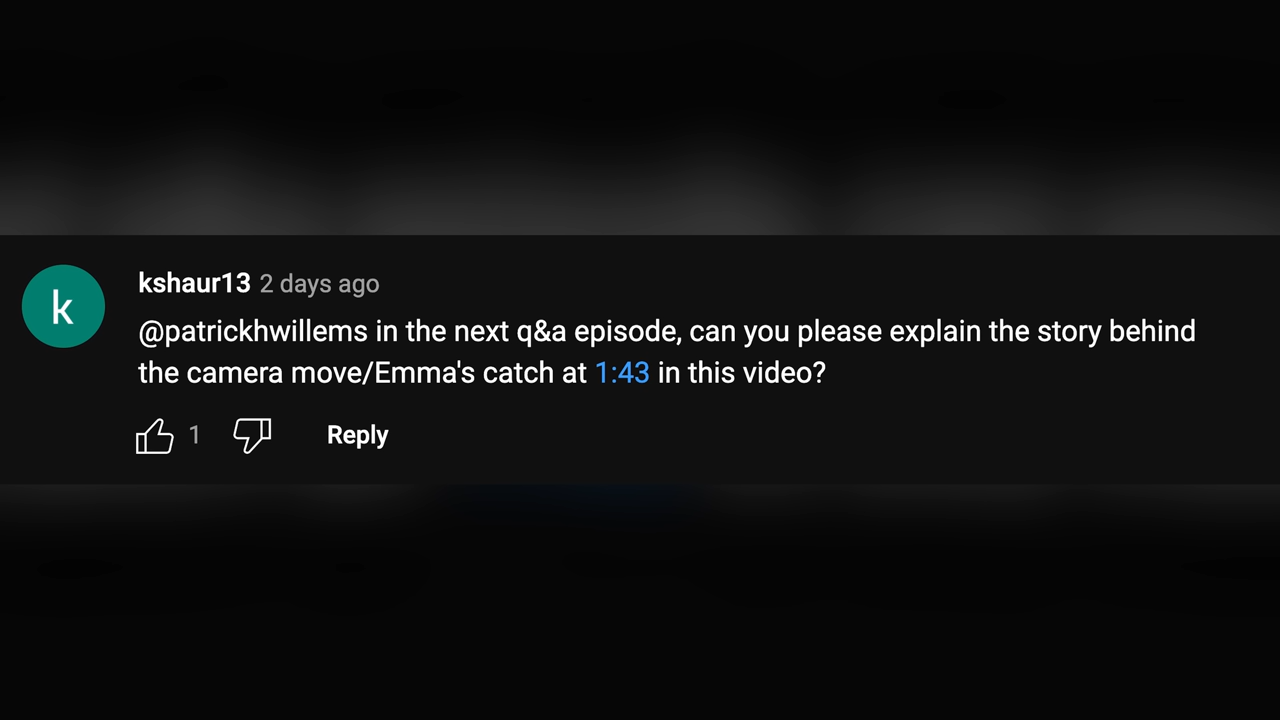 k
kshaur13 2 days ago
@patrickhwillems in the next q&a episode, can you please explain the story behind
the camera move/Emma's catch at 1:43 in this video?
1 Reply